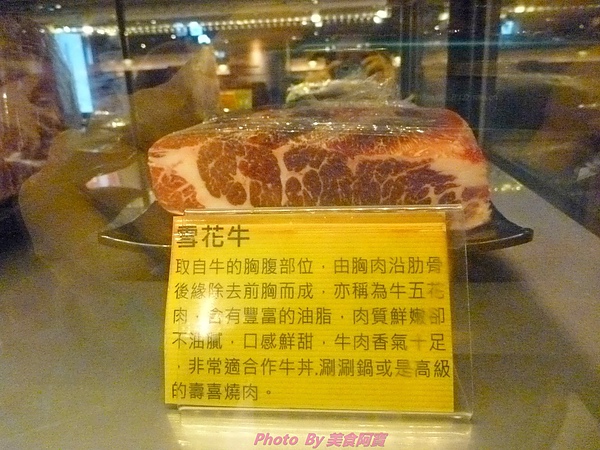 雪花牛
取自牛的胸腹部位，由胸肉沿肋骨
後緣除去前胸而成，亦稱為牛五花
肉，含有豐富的油脂，肉質鮮嫩卻
不油膩，口感鮮甜，牛肉香氣十足
，非常適合作牛丼.涮涮鍋或是高級
的壽喜燒肉。
Photo By 美食阿寶